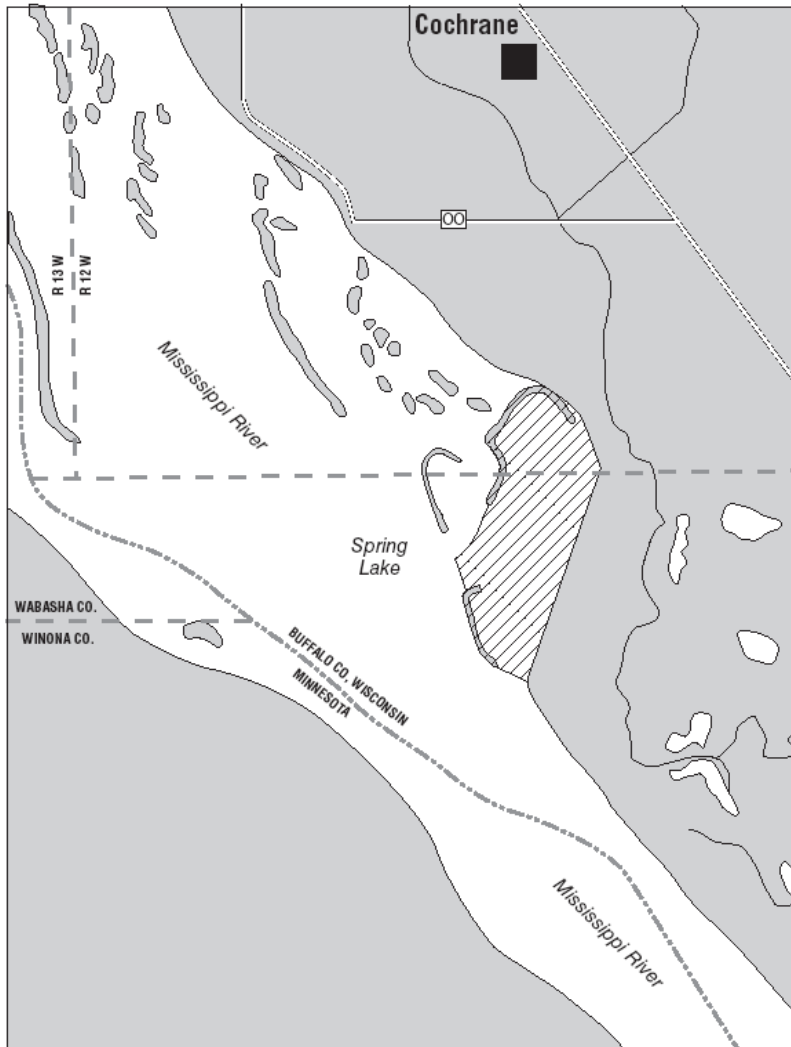 Cochrane
OO
R 13 W
R 12 W
Mississippi River
Spring
Lake
WABASHA CO.
WINONA CO.
BUFFALO CO, WISCONSIN
MINNESOTA
Mississippi River